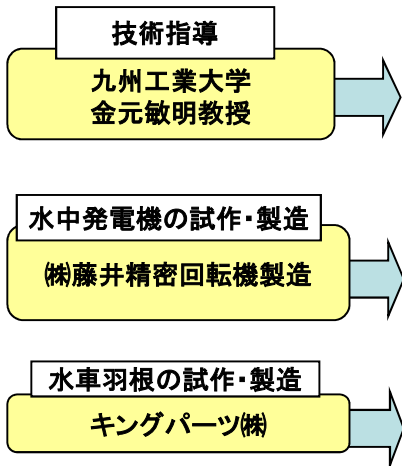 技術指導
九州工業大学
金元敏明教授
水中発電機の試作・製造
㈱藤井精密回転機製造
水車羽根の試作・製造
キングパーツ㈱